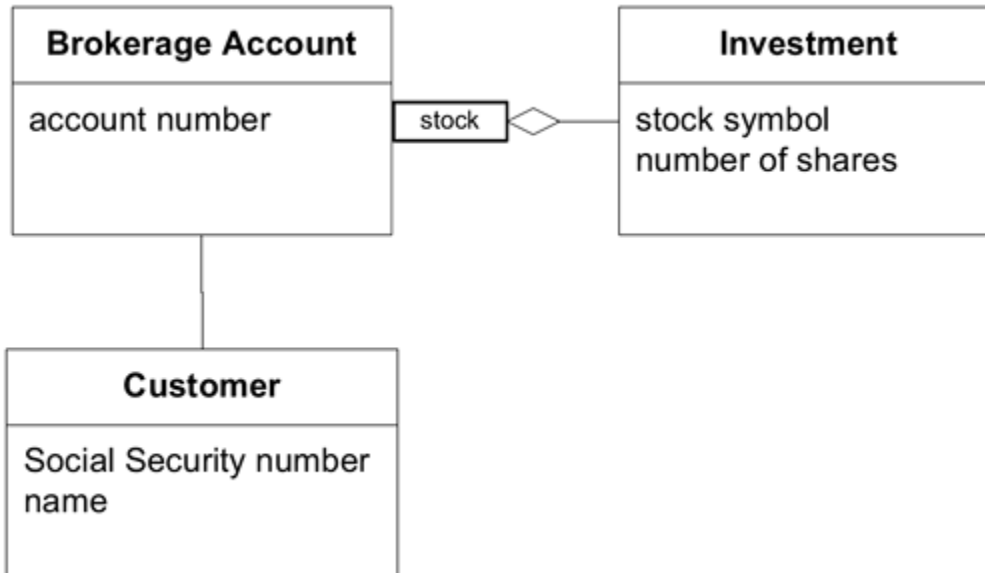 Brokerage Account
account number
stock
Investment
stock symbol
number of shares
Customer
Social Security number
name